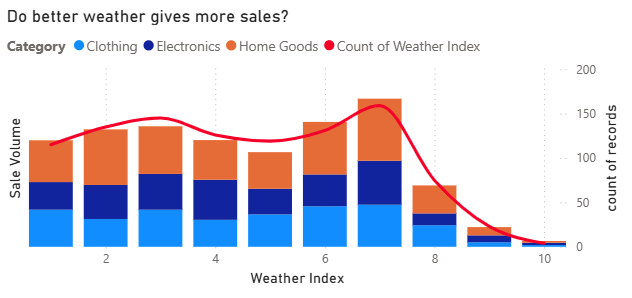 Do better weather gives more sales?
Category Clothing Electronics Home Goods Count of Weather Index
200
150
100
50
0
Sale Volume
count of records
2 4 6 8 10
Weather Index